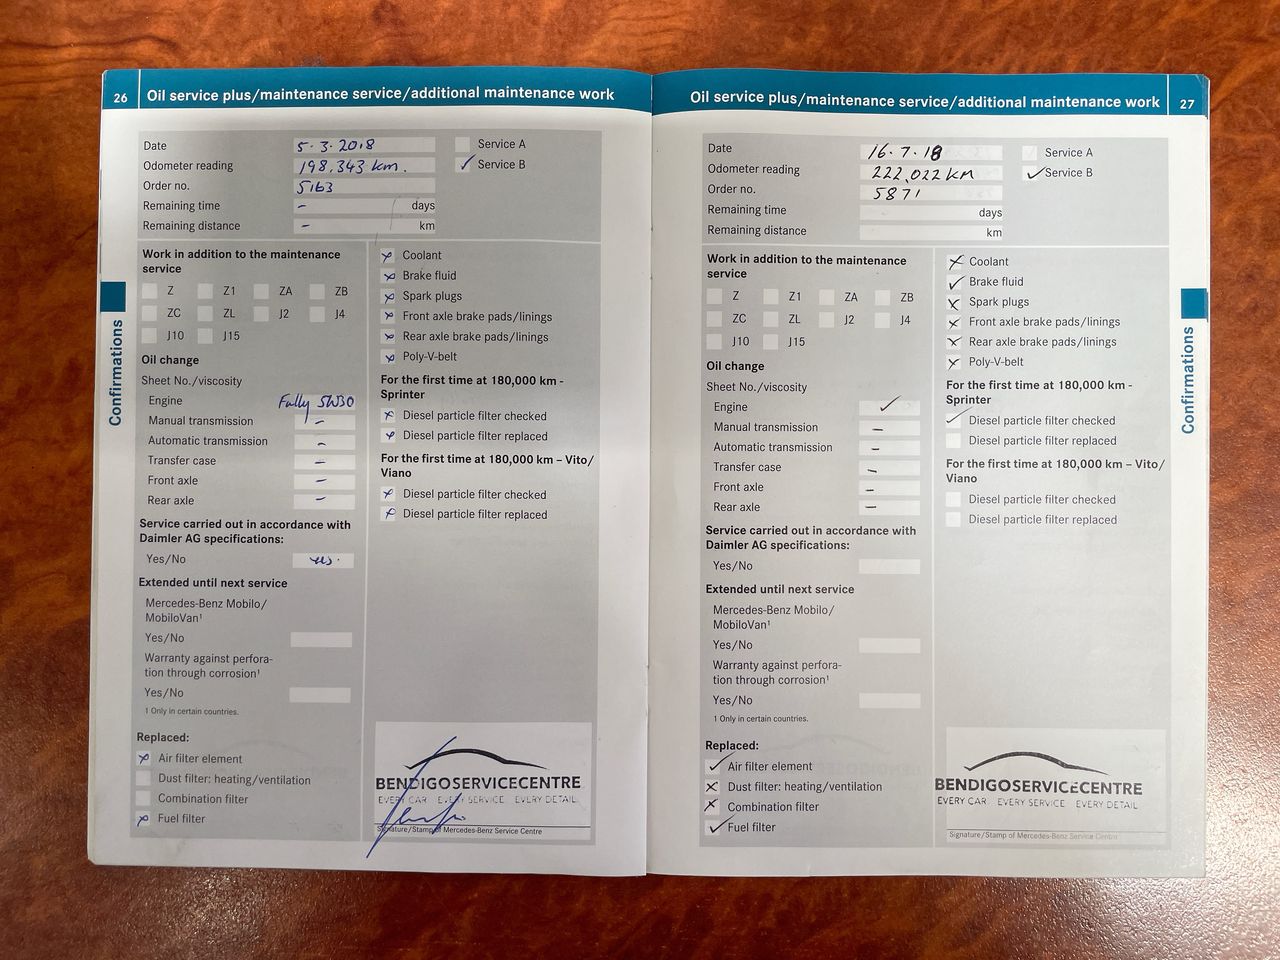 26
Oil service plus/maintenance service/additional maintenance work
Date 5.3.2018
Service A
Odometer reading 198,343 km.
Service B
Order no. 5163
Remaining time - days
Remaining distance - km
Work in addition to the maintenance
service
Z Z1 ZA ZB
ZC ZL J2 J4
J10 J15
Oil change
Sheet No./viscosity
Engine Fully 5W30
Manual transmission -
Automatic transmission -
Transfer case -
Front axle -
Rear axle -
Service carried out in accordance with
Daimler AG specifications:
Yes/No yes.
Extended until next service
Mercedes-Benz Mobilo/
MobiloVan¹
Yes/No
Warranty against perfora-
tion through corrosion¹
Yes/No
1 Only in certain countries.
Replaced:
Air filter element
Dust filter: heating/ventilation
Combination filter
Fuel filter
Coolant
Brake fluid
Spark plugs
Front axle brake pads/linings
Rear axle brake pads/linings
Poly-V-belt
For the first time at 180,000 km -
Sprinter
Diesel particle filter checked
Diesel particle filter replaced
For the first time at 180,000 km – Vito/
Viano
Diesel particle filter checked
Diesel particle filter replaced
BENDIGOSERVICECENTRE
EVERY CAR EVERY SERVICE EVERY DETAIL
Signature/Stamp of Mercedes-Benz Service Centre
Confirmations
Oil service plus/maintenance service/additional maintenance work
27
Date 16.7.18
Service A
Odometer reading 222,022 km
Service B
Order no. 5871
Remaining time days
Remaining distance km
Work in addition to the maintenance
service
Z Z1 ZA ZB
ZC ZL J2 J4
J10 J15
Oil change
Sheet No./viscosity
Engine
Manual transmission -
Automatic transmission -
Transfer case -
Front axle -
Rear axle -
Service carried out in accordance with
Daimler AG specifications:
Yes/No
Extended until next service
Mercedes-Benz Mobilo/
MobiloVan¹
Yes/No
Warranty against perfora-
tion through corrosion¹
Yes/No
1 Only in certain countries.
Replaced:
Air filter element
Dust filter: heating/ventilation
Combination filter
Fuel filter
Coolant
Brake fluid
Spark plugs
Front axle brake pads/linings
Rear axle brake pads/linings
Poly-V-belt
For the first time at 180,000 km -
Sprinter
Diesel particle filter checked
Diesel particle filter replaced
For the first time at 180,000 km – Vito/
Viano
Diesel particle filter checked
Diesel particle filter replaced
BENDIGOSERVICECENTRE
EVERY CAR EVERY SERVICE EVERY DETAIL
Signature/Stamp of Mercedes-Benz Service Centre
Confirmations